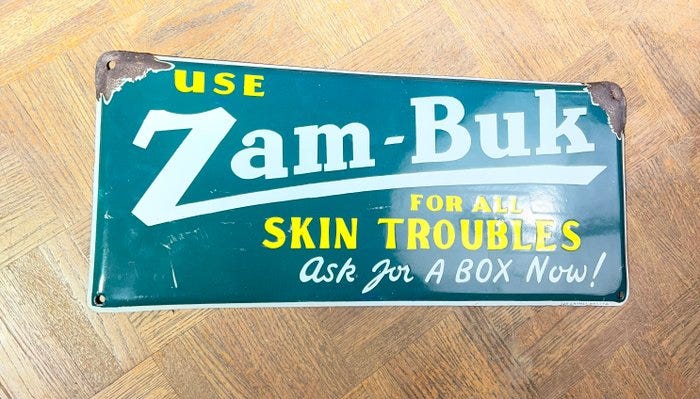 USE
Zam-Buk
FOR ALL
SKIN TROUBLES
Ask for A BOX Now!